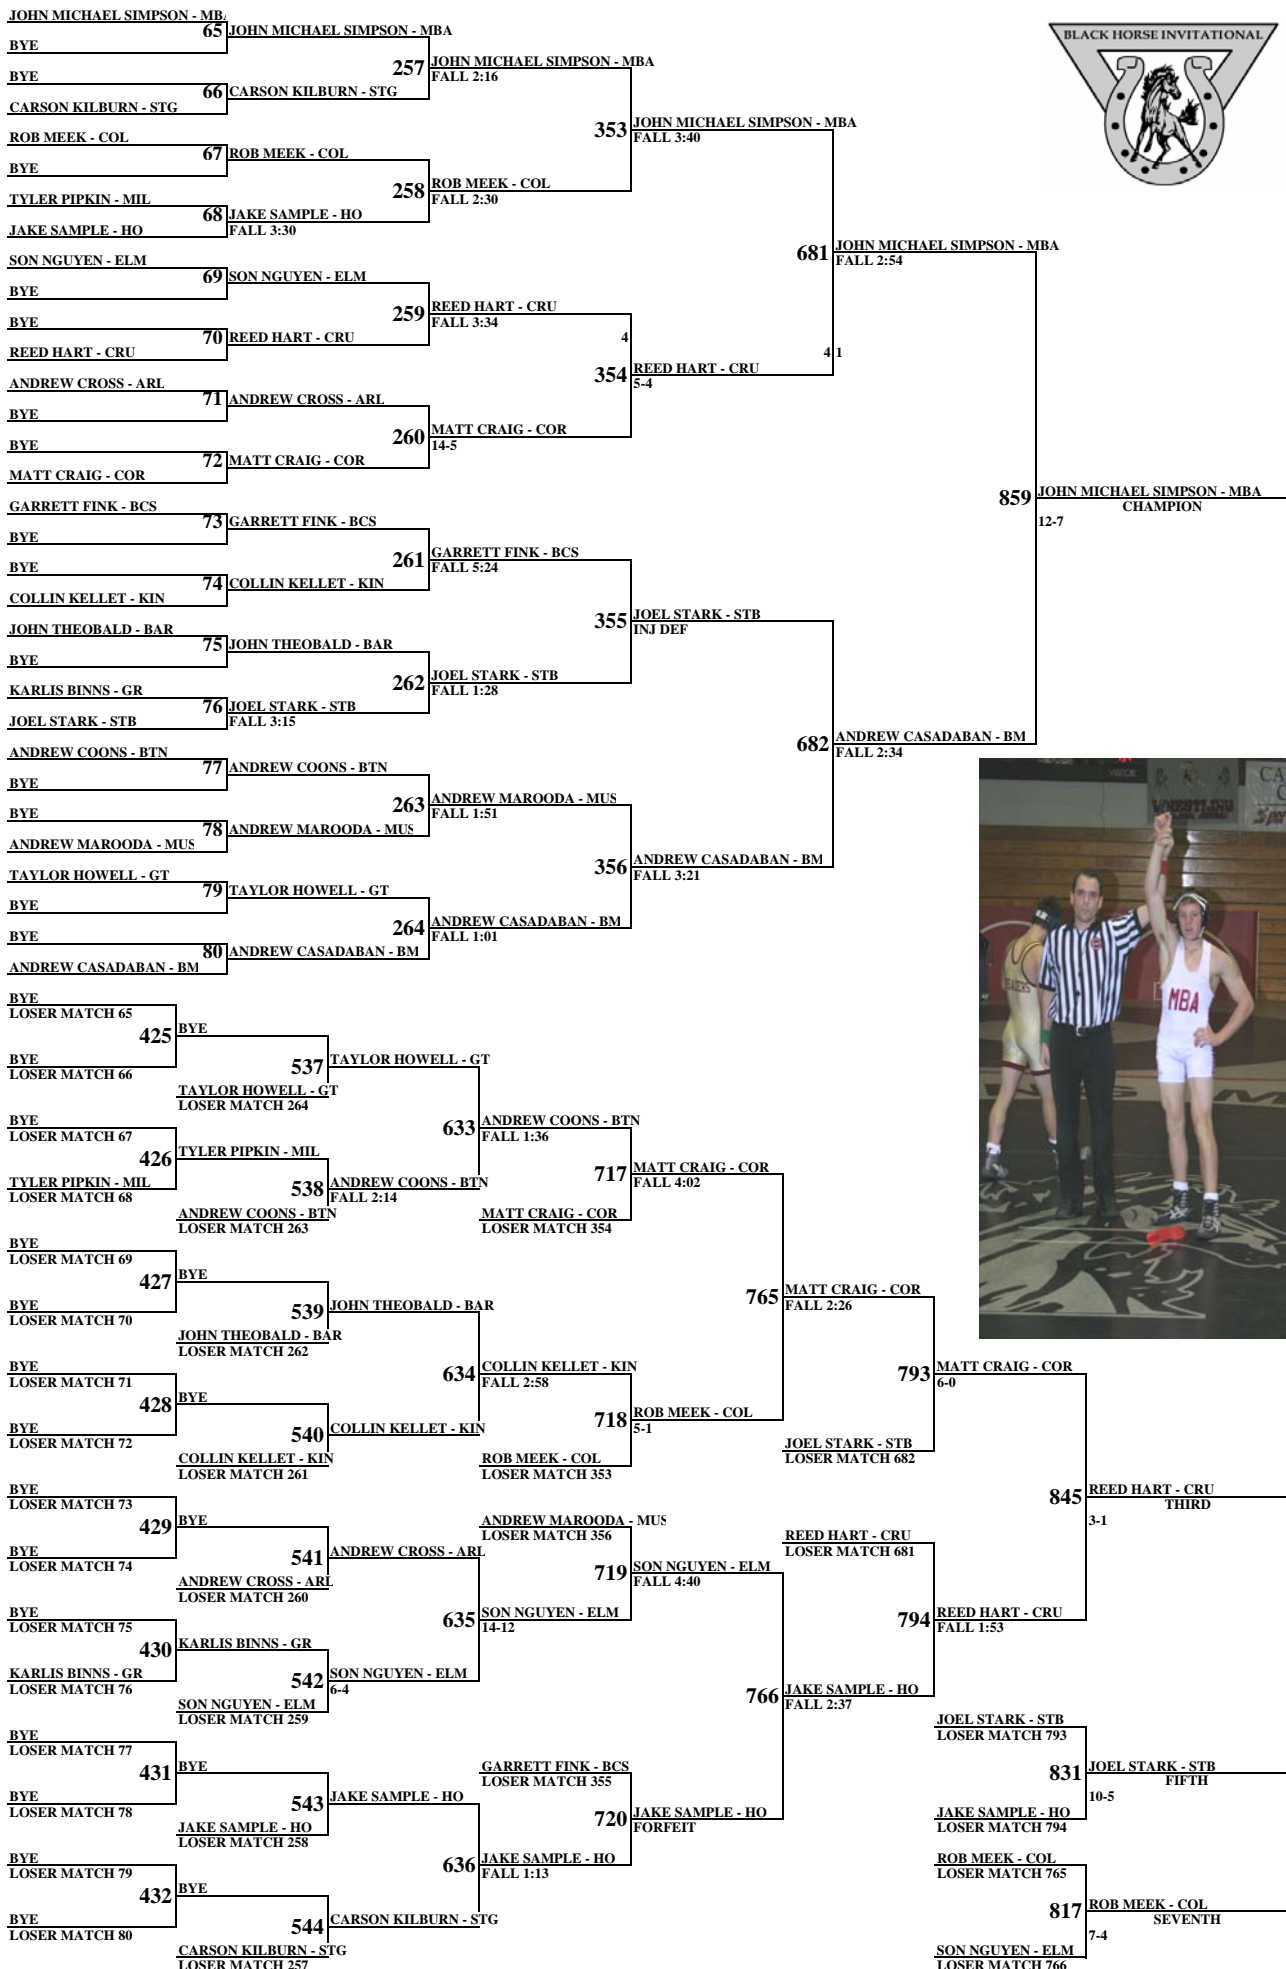 JOHN MICHAEL SIMPSON - MBA
BYE
65
JOHN MICHAEL SIMPSON - MBA
BYE
CARSON KILBURN - STG
66
CARSON KILBURN - STG
257
JOHN MICHAEL SIMPSON - MBA
FALL 2:16
ROB MEEK - COL
BYE
67
ROB MEEK - COL
TYLER PIPKIN - MIL
JAKE SAMPLE - HO
68
JAKE SAMPLE - HO
FALL 3:30
258
ROB MEEK - COL
FALL 2:30
353
JOHN MICHAEL SIMPSON - MBA
FALL 3:40
SON NGUYEN - ELM
BYE
69
SON NGUYEN - ELM
BYE
REED HART - CRU
70
REED HART - CRU
259
REED HART - CRU
FALL 3:34
ANDREW CROSS - ARL
BYE
71
ANDREW CROSS - ARL
BYE
MATT CRAIG - COR
72
MATT CRAIG - COR
260
MATT CRAIG - COR
14-5
4
354
REED HART - CRU
5-4
4 1
681
JOHN MICHAEL SIMPSON - MBA
FALL 2:54
GARRETT FINK - BCS
BYE
73
GARRETT FINK - BCS
BYE
COLLIN KELLET - KIN
74
COLLIN KELLET - KIN
261
GARRETT FINK - BCS
FALL 5:24
JOHN THEOBALD - BAR
BYE
75
JOHN THEOBALD - BAR
KARLIS BINNS - GR
JOEL STARK - STB
76
JOEL STARK - STB
FALL 3:15
262
JOEL STARK - STB
FALL 1:28
355
JOEL STARK - STB
INJ DEF
ANDREW COONS - BTN
BYE
77
ANDREW COONS - BTN
BYE
ANDREW MAROODA - MUS
78
ANDREW MAROODA - MUS
263
ANDREW MAROODA - MUS
FALL 1:51
TAYLOR HOWELL - GT
BYE
79
TAYLOR HOWELL - GT
BYE
ANDREW CASADABAN - BM
80
ANDREW CASADABAN - BM
264
ANDREW CASADABAN - BM
FALL 1:01
356
ANDREW CASADABAN - BM
FALL 3:21
682
ANDREW CASADABAN - BM
FALL 2:34
859
JOHN MICHAEL SIMPSON - MBA
CHAMPION
12-7
BLACK HORSE INVITATIONAL
MBA
BYE
LOSER MATCH 65
BYE
LOSER MATCH 66
425
BYE
TAYLOR HOWELL - GT
LOSER MATCH 264
537
TAYLOR HOWELL - GT
BYE
LOSER MATCH 67
TYLER PIPKIN - MIL
LOSER MATCH 68
426
TYLER PIPKIN - MIL
ANDREW COONS - BTN
LOSER MATCH 263
538
ANDREW COONS - BTN
FALL 2:14
633
ANDREW COONS - BTN
FALL 1:36
MATT CRAIG - COR
LOSER MATCH 354
717
MATT CRAIG - COR
FALL 4:02
BYE
LOSER MATCH 69
BYE
LOSER MATCH 70
427
BYE
JOHN THEOBALD - BAR
LOSER MATCH 262
539
JOHN THEOBALD - BAR
BYE
LOSER MATCH 71
BYE
LOSER MATCH 72
428
BYE
COLLIN KELLET - KIN
LOSER MATCH 261
540
COLLIN KELLET - KIN
634
COLLIN KELLET - KIN
FALL 2:58
ROB MEEK - COL
LOSER MATCH 353
718
ROB MEEK - COL
5-1
765
MATT CRAIG - COR
FALL 2:26
JOEL STARK - STB
LOSER MATCH 682
793
MATT CRAIG - COR
6-0
BYE
LOSER MATCH 73
BYE
LOSER MATCH 74
429
BYE
ANDREW CROSS - ARL
LOSER MATCH 260
541
ANDREW CROSS - ARL
BYE
LOSER MATCH 75
KARLIS BINNS - GR
LOSER MATCH 76
430
KARLIS BINNS - GR
SON NGUYEN - ELM
LOSER MATCH 259
542
SON NGUYEN - ELM
6-4
635
SON NGUYEN - ELM
14-12
ANDREW MAROODA - MUS
LOSER MATCH 356
719
SON NGUYEN - ELM
FALL 4:40
BYE
LOSER MATCH 77
BYE
LOSER MATCH 78
431
BYE
JAKE SAMPLE - HO
LOSER MATCH 258
543
JAKE SAMPLE - HO
BYE
LOSER MATCH 79
BYE
LOSER MATCH 80
432
BYE
CARSON KILBURN - STG
LOSER MATCH 257
544
CARSON KILBURN - STG
636
JAKE SAMPLE - HO
FALL 1:13
GARRETT FINK - BCS
LOSER MATCH 355
720
JAKE SAMPLE - HO
FORFEIT
766
JAKE SAMPLE - HO
FALL 2:37
REED HART - CRU
LOSER MATCH 681
794
REED HART - CRU
FALL 1:53
845
REED HART - CRU
THIRD
3-1
JOEL STARK - STB
LOSER MATCH 793
JAKE SAMPLE - HO
LOSER MATCH 794
831
JOEL STARK - STB
FIFTH
10-5
ROB MEEK - COL
LOSER MATCH 765
SON NGUYEN - ELM
LOSER MATCH 766
817
ROB MEEK - COL
SEVENTH
7-4